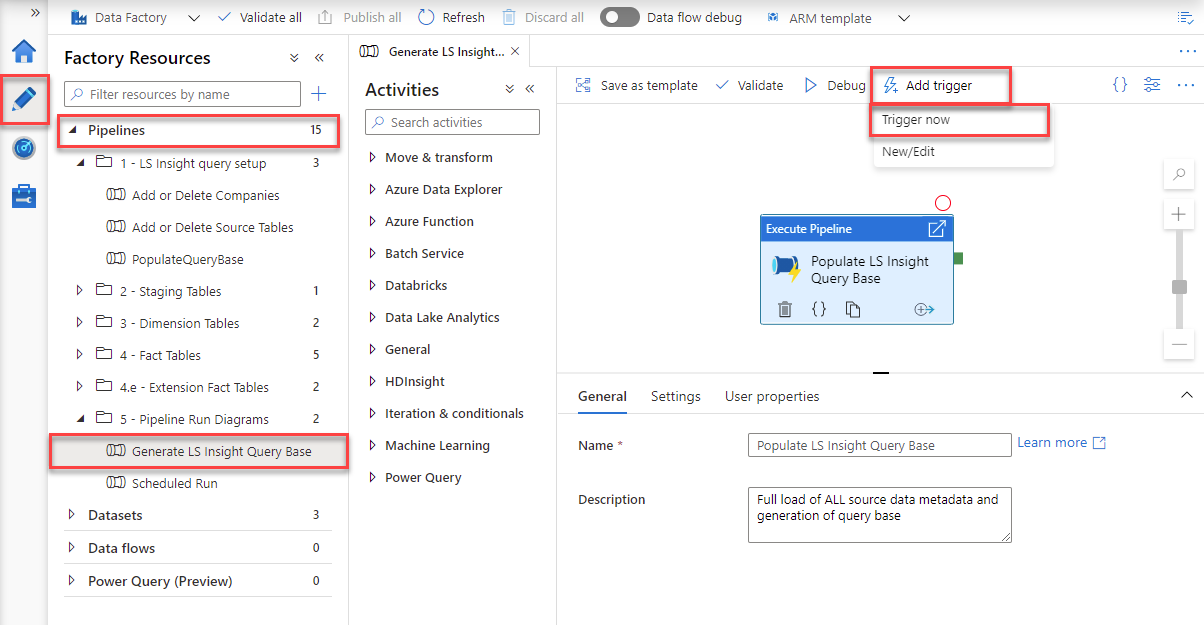 Data Factory
Validate all
Publish all
Refresh
Discard all
Data flow debug
ARM template
Factory Resources
Filter resources by name
Pipelines 15
1 - LS Insight query setup 3
Add or Delete Companies
Add or Delete Source Tables
PopulateQueryBase
2 - Staging Tables 1
3 - Dimension Tables 2
4 - Fact Tables 5
4.e - Extension Fact Tables 2
5 - Pipeline Run Diagrams 2
Generate LS Insight Query Base
Scheduled Run
Datasets 3
Data flows 0
Power Query (Preview) 0
Generate LS Insight...
Activities
Search activities
Move & transform
Azure Data Explorer
Azure Function
Batch Service
Databricks
Data Lake Analytics
General
HDInsight
Iteration & conditionals
Machine Learning
Power Query
Save as template
Validate
Debug
Add trigger
Trigger now
New/Edit
Execute Pipeline
Populate LS Insight
Query Base
General
Settings
User properties
Name *
Populate LS Insight Query Base
Learn more
Description
Full load of ALL source data metadata and
generation of query base